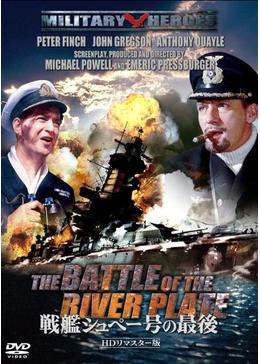 MILITARY HEROES
PETER FINCH JOHN GREGSON ANTHONY QUAYLE
SCREENPLAY, PRODUCED AND DIRECTED BY
MICHAEL POWELL AND EMERIC PRESSBURGER
THE BATTLE OF THE
RIVER PLATE
戦艦シュペー号の最後
HDリマスター版
DVD
VIDEO